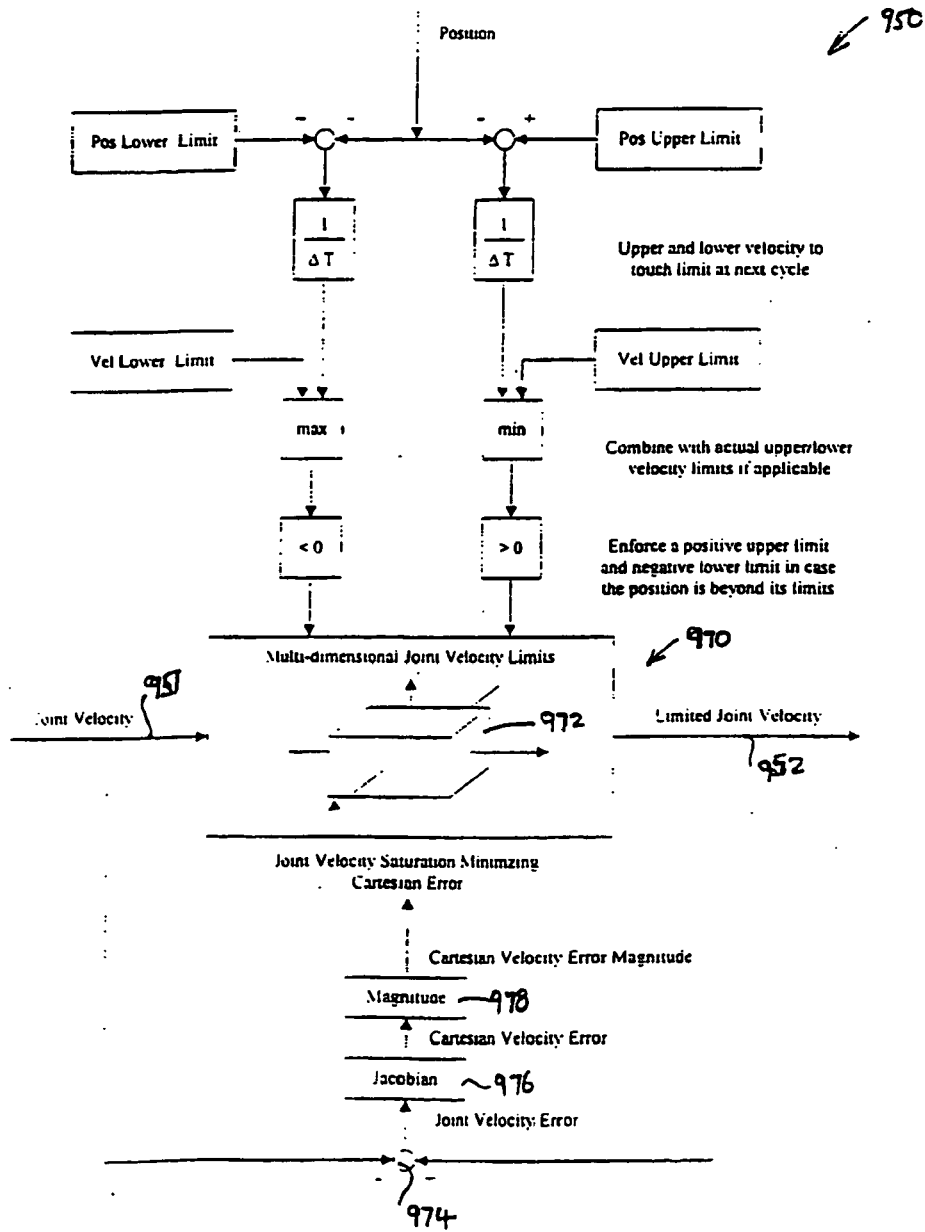 950
Position
- - - +
Pos Lower Limit
Pos Upper Limit
1
ΔT
1
ΔT
Upper and lower velocity to
touch limit at next cycle
Vel Lower Limit
Vel Upper Limit
max
min
Combine with actual upper/lower
velocity limits if applicable
< 0
> 0
Enforce a positive upper limit
and negative lower limit in case
the position is beyond its limits
970
Multi-dimensional Joint Velocity Limits
951
Joint Velocity
972
Limited Joint Velocity
952
Joint Velocity Saturation Minimzing
Cartesian Error
Cartesian Velocity Error Magnitude
Magnitude
978
Cartesian Velocity Error
Jacobian
976
Joint Velocity Error
- -
974